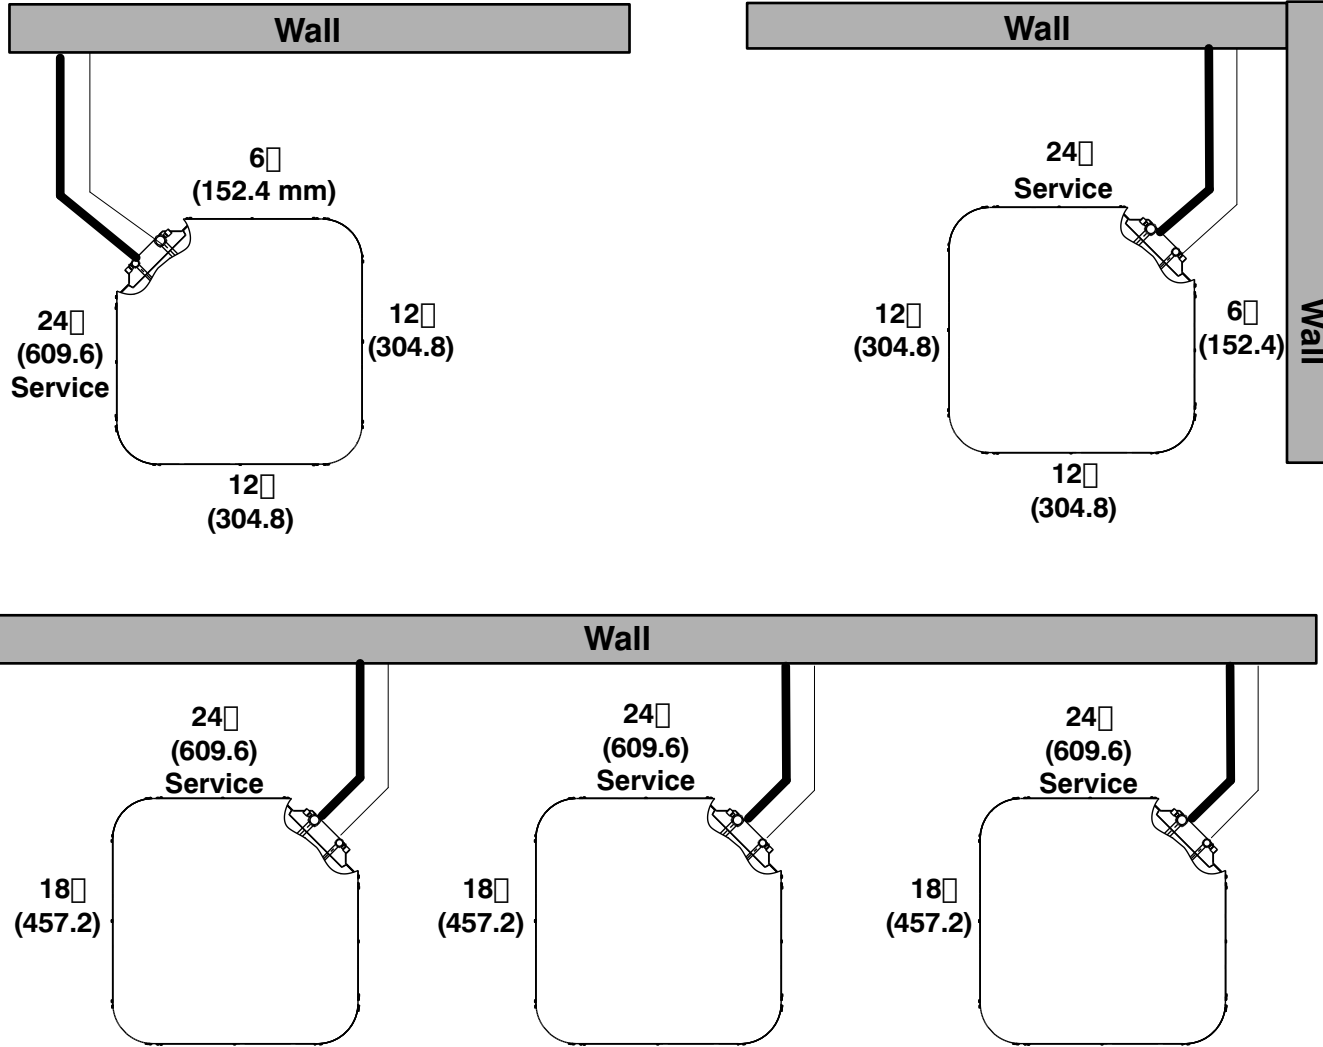 Wall
6▯
(152.4 mm)
24▯
(609.6)
Service
12▯
(304.8)
12▯
(304.8)
Wall
24▯
Service
12▯
(304.8)
6▯
(152.4)
Wall
12▯
(304.8)
Wall
24▯
(609.6)
Service
18▯
(457.2)
24▯
(609.6)
Service
18▯
(457.2)
24▯
(609.6)
Service
18▯
(457.2)